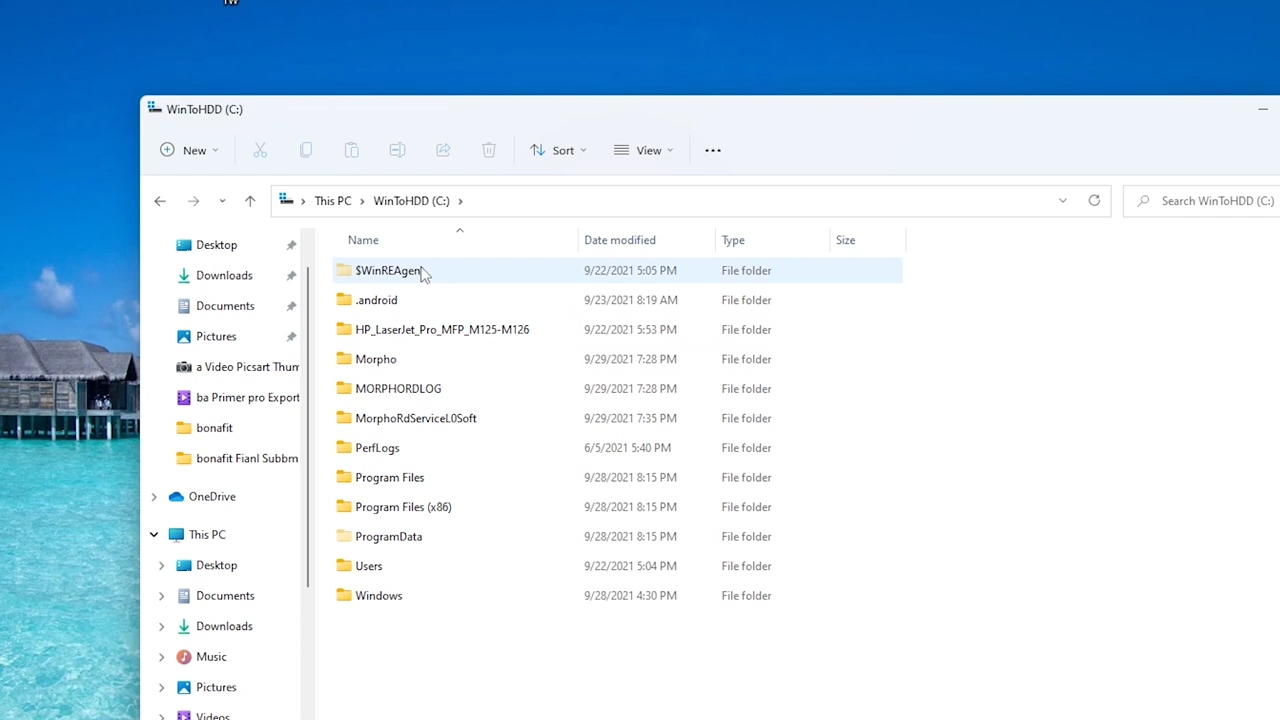 WinToHDD (C:)
New
Sort
View
This PC
WinToHDD (C:)
Search WinToHDD (C:)
Name
Date modified
Type
Size
Desktop
Downloads
Documents
Pictures
a Video Picsart Thum
ba Primer pro Export
bonafit
bonafit Fianl Subbm
OneDrive
This PC
Desktop
Documents
Downloads
Music
Pictures
Videos
$WinREAgen 9/22/2021 5:05 PM File folder
.android 9/23/2021 8:19 AM File folder
HP_LaserJet_Pro_MFP_M125-M126 9/22/2021 5:53 PM File folder
Morpho 9/29/2021 7:28 PM File folder
MORPHORDLOG 9/29/2021 7:28 PM File folder
MorphoRdServiceL0Soft 9/29/2021 7:35 PM File folder
PerfLogs 6/5/2021 5:40 PM File folder
Program Files 9/28/2021 8:15 PM File folder
Program Files (x86) 9/28/2021 8:15 PM File folder
ProgramData 9/28/2021 8:15 PM File folder
Users 9/22/2021 5:04 PM File folder
Windows 9/28/2021 4:30 PM File folder